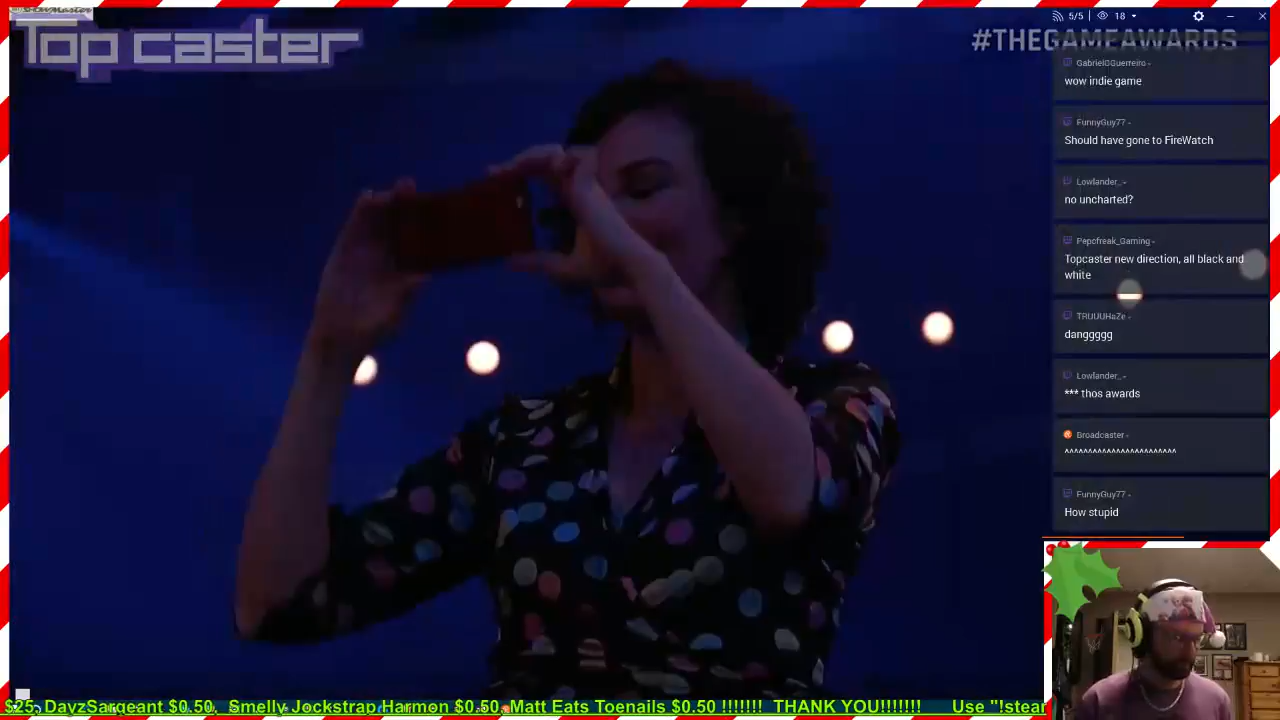 Top caster
#THEGAMEAWARDS
5/5 | 18
GabrielGGuerreiro -
wow indie game
FunnyGuy77 -
Should have gone to FireWatch
Lowlander_ -
no uncharted?
Pepcfreak_Gaming -
Topcaster new direction, all black and
white
TRUUUHaZe -
danggggg
Lowlander_ -
*** thos awards
Broadcaster -
^^^^^^^^^^^^^^^^^^^^^^^^
FunnyGuy77 -
How stupid
$25, DayzSargeant $0.50, Smelly Jockstrap Harmon $0.50, Matt Eats Toenails $0.50 !!!!!!! THANK YOU!!!!!!! Use "!stear